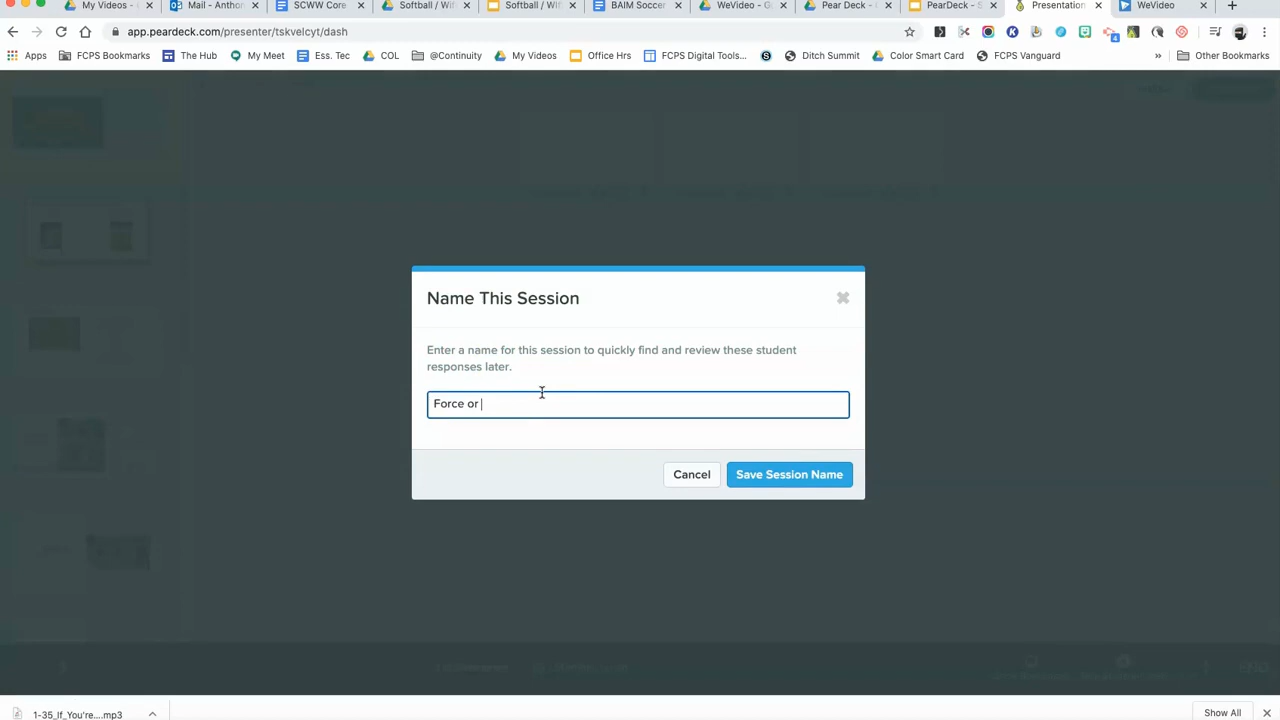 My Videos - 
Mail - Anthon
SCWW Core
Softball / Wif
Softball / Wif
BAIM Soccer
WeVideo - G
Pear Deck - 
PearDeck - S
Presentation
WeVideo
app.peardeck.com/presenter/tskvelcyt/dash
Apps
FCPS Bookmarks
The Hub
My Meet
Ess. Tec
COL
@Continuity
My Videos
Office Hrs
FCPS Digital Tools...
Ditch Summit
Color Smart Card
FCPS Vanguard
»
Other Bookmarks
Name This Session
Enter a name for this session to quickly find and review these student
responses later.
Force or
Cancel
Save Session Name
1-35_If_You're....mp3
Show All